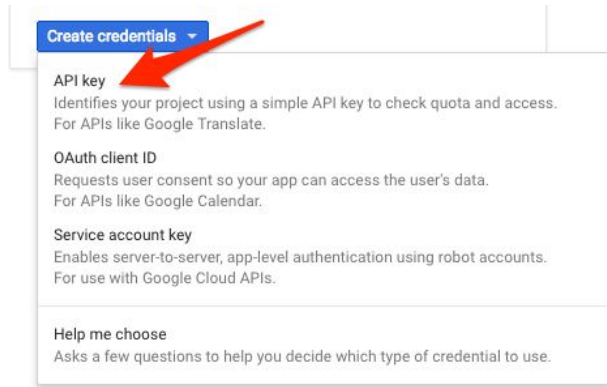 Create credentials
API key
Identifies your project using a simple API key to check quota and access.
For APIs like Google Translate.
OAuth client ID
Requests user consent so your app can access the user's data.
For APIs like Google Calendar.
Service account key
Enables server-to-server, app-level authentication using robot accounts.
For use with Google Cloud APIs.
Help me choose
Asks a few questions to help you decide which type of credential to use.